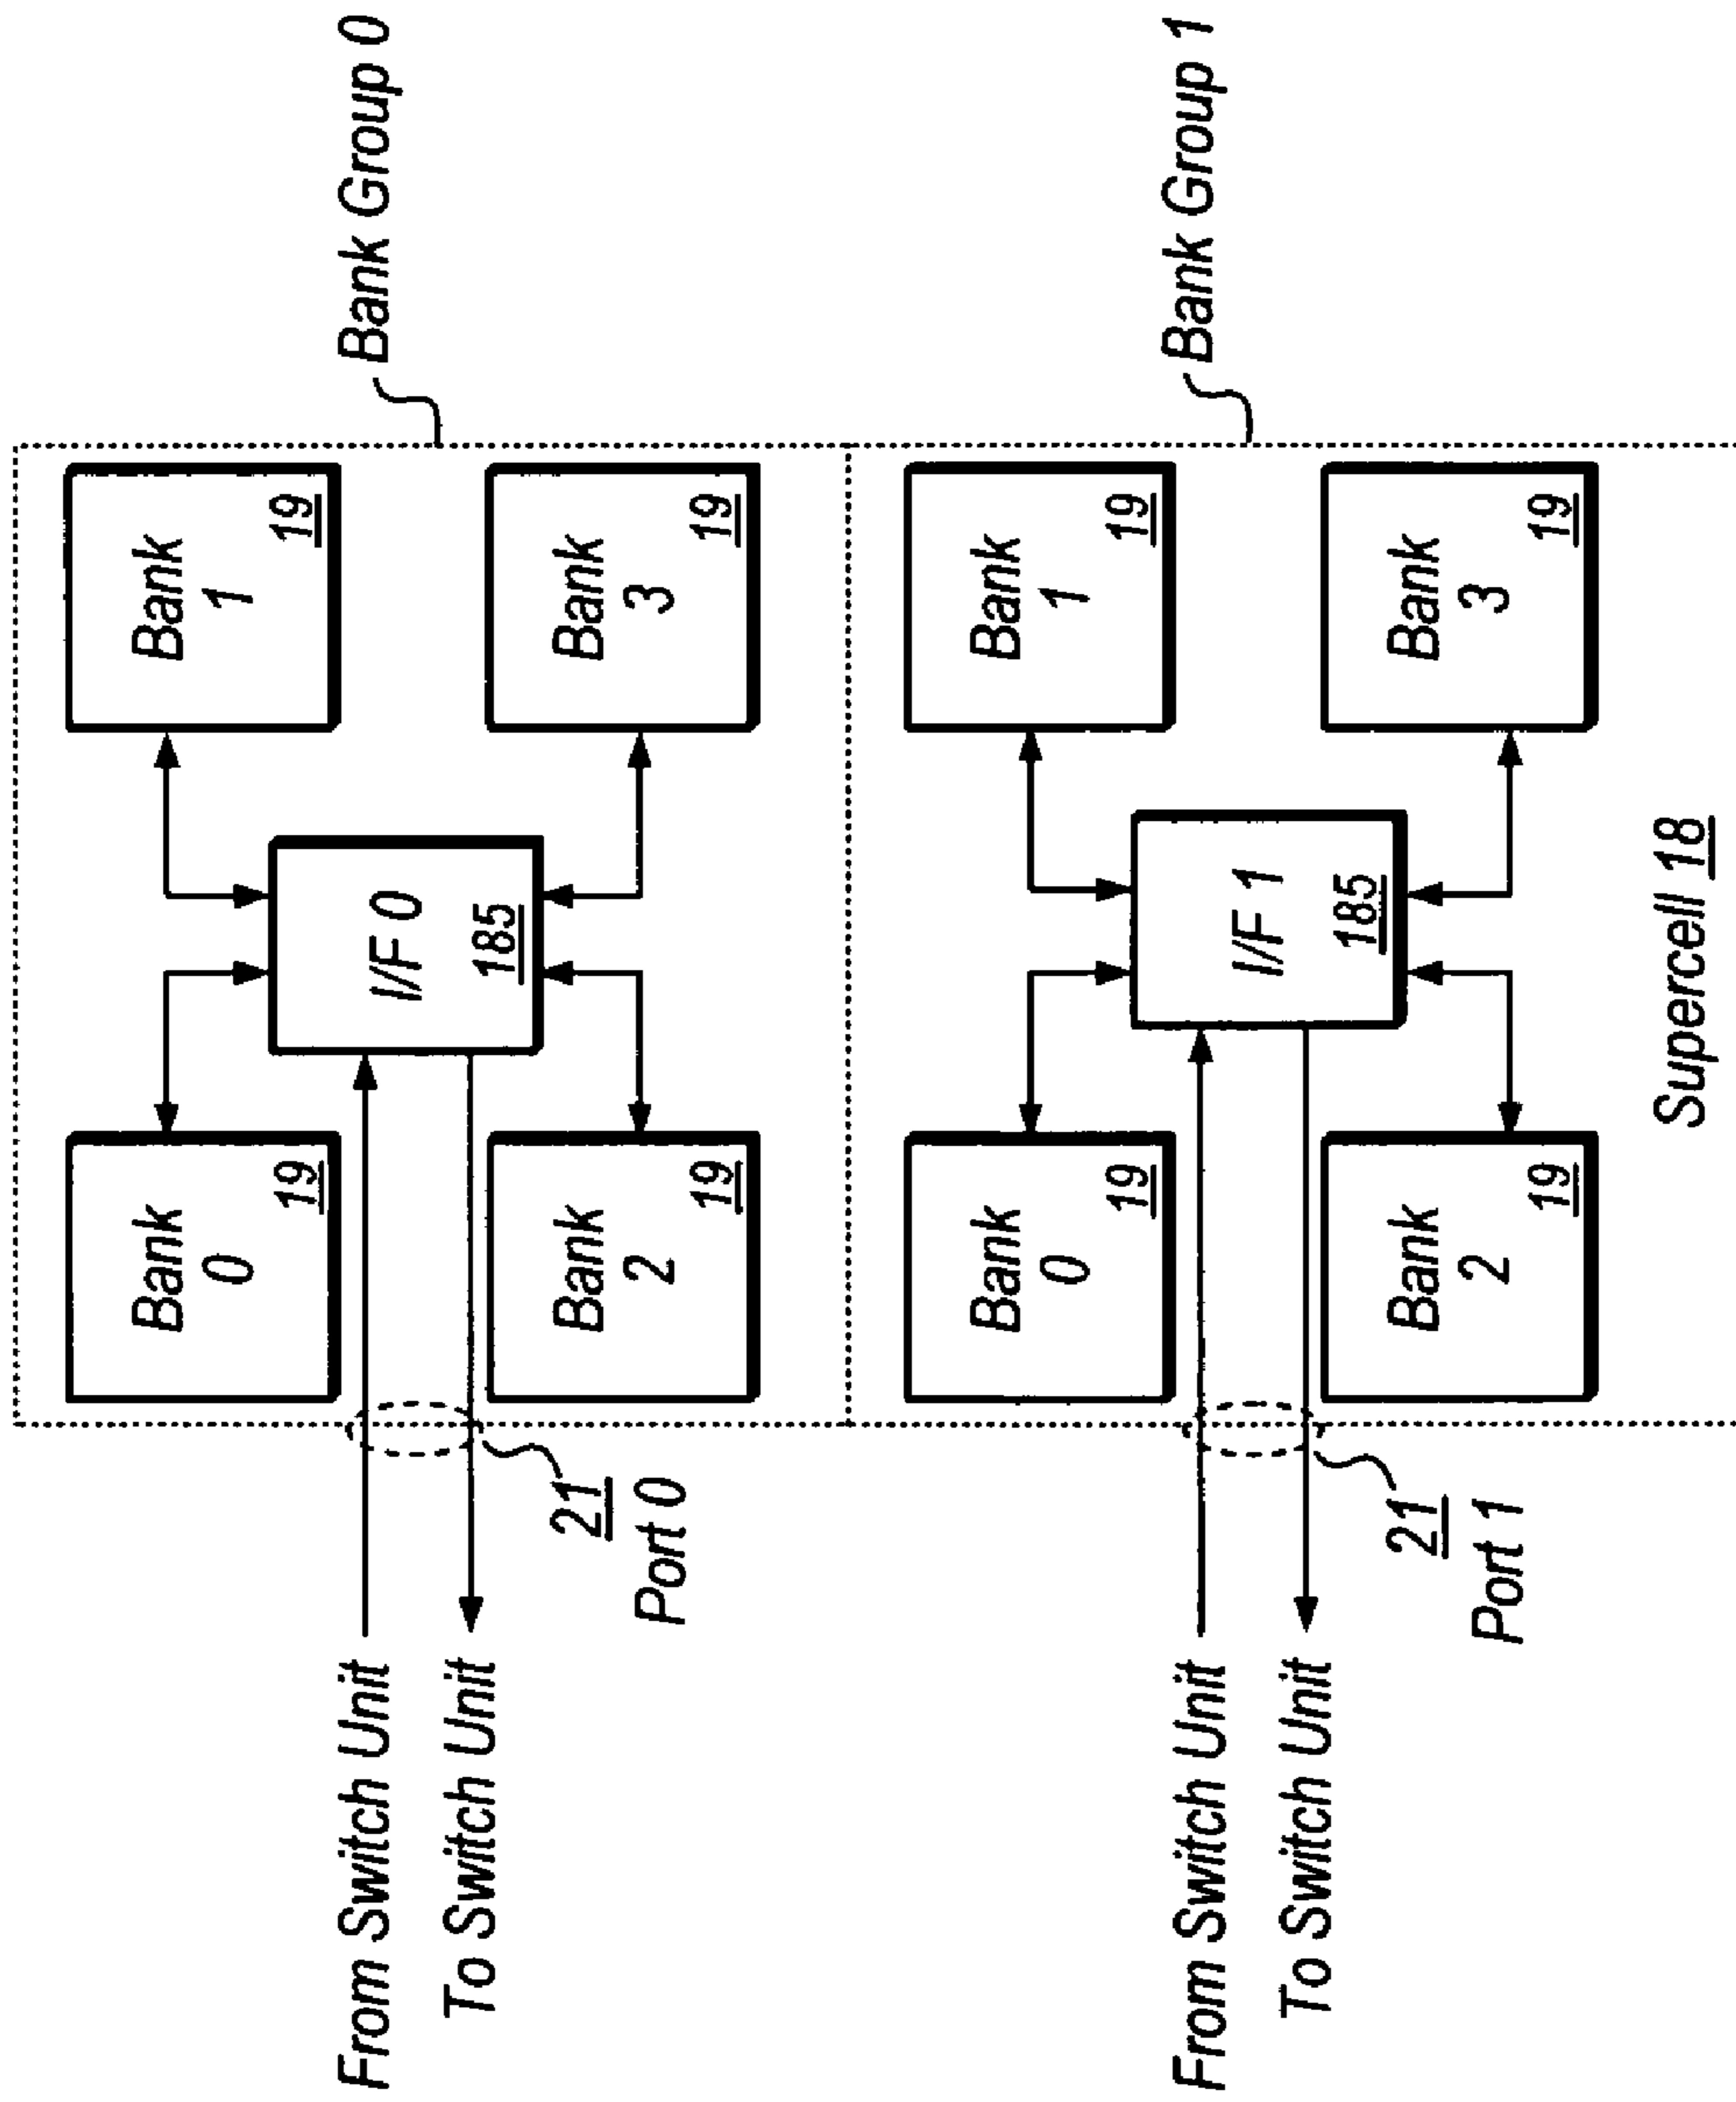 Bank Group 0
Bank
0
19
Bank
1
19
From Switch Unit
I/F 0
185
To Switch Unit
21
Port 0
Bank
2
19
Bank
3
19
Bank Group 1
Bank
0
19
Bank
1
19
From Switch Unit
I/F 1
185
To Switch Unit
21
Port 1
Bank
2
19
Bank
3
19
Supercell 18